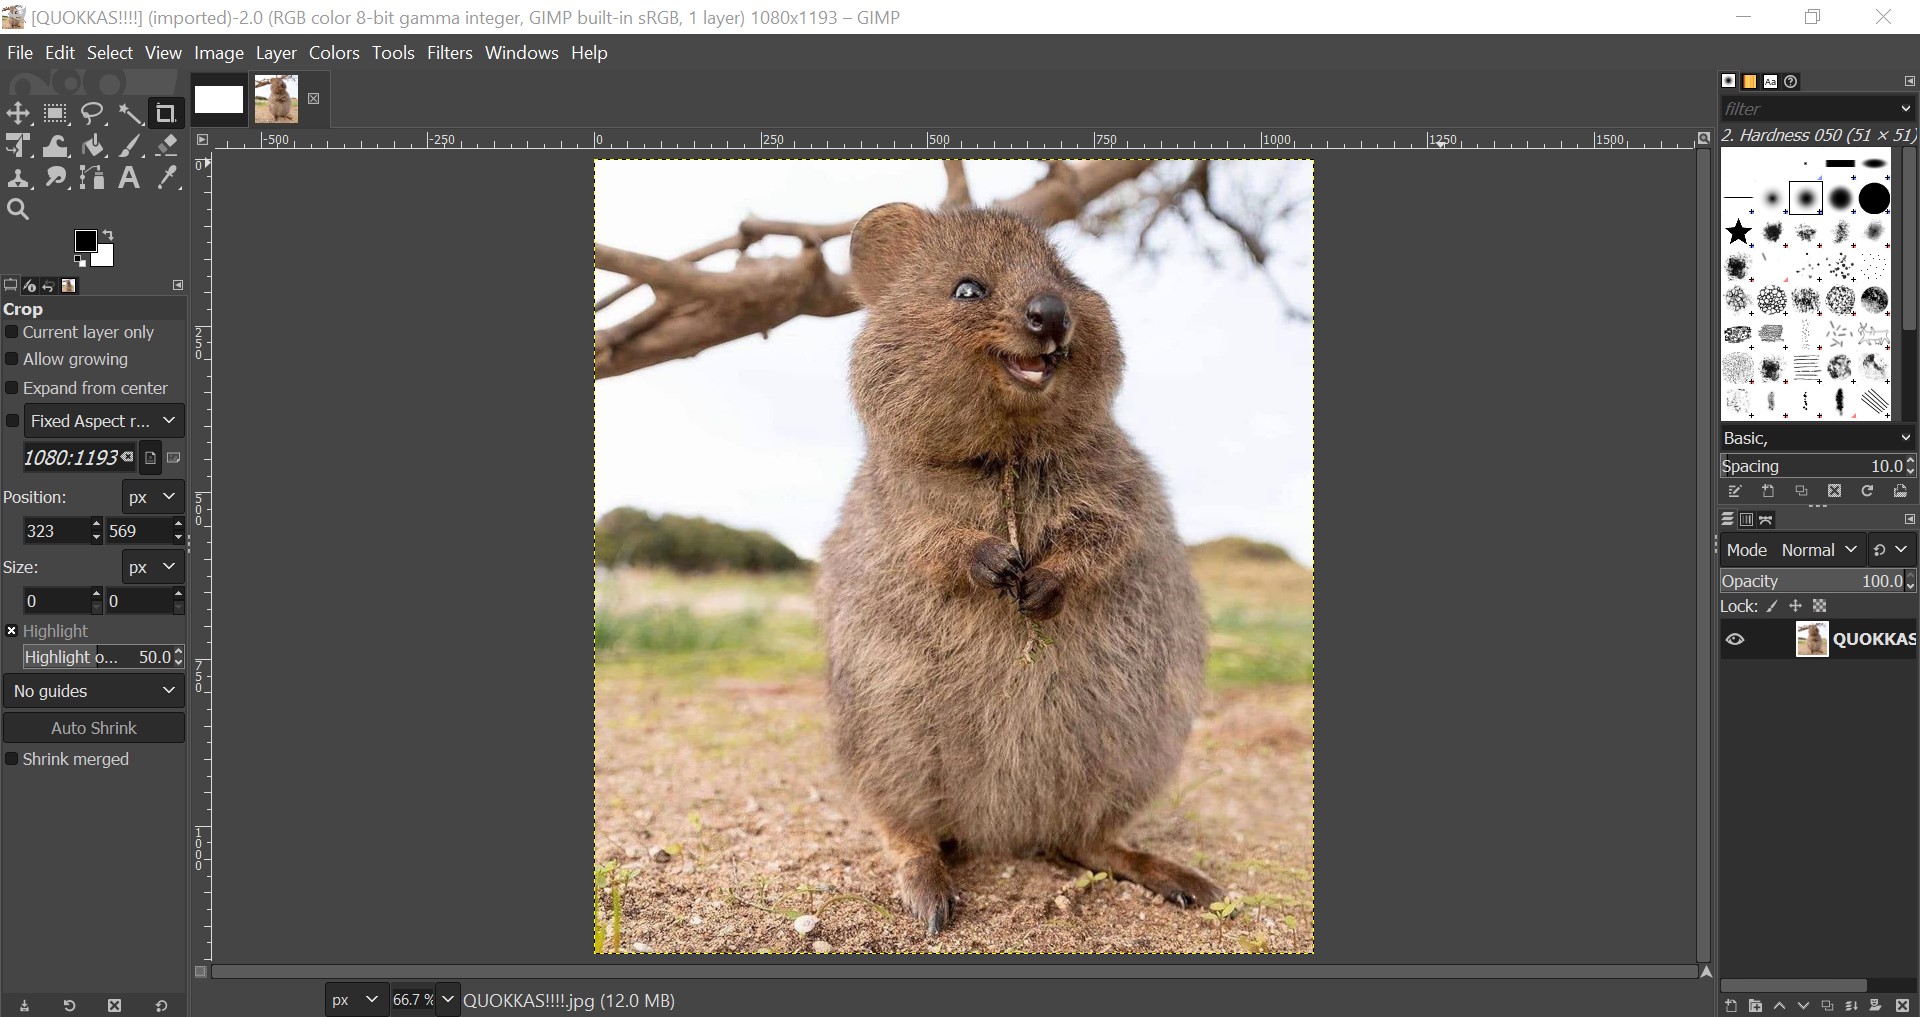 [QUOKKAS!!!!] (imported)-2.0 (RGB color 8-bit gamma integer, GIMP built-in sRGB, 1 layer) 1080x1193 – GIMP
File Edit Select View Image Layer Colors Tools Filters Windows Help
filter
2. Hardness 050 (51 × 51)
-500 -250 0 250 500 750 1000 1250 1500
0
250
500
750
1000
Crop
Current layer only
Allow growing
Expand from center
Fixed Aspect r...
1080:1193
Position: px
323 569
Size: px
0 0
Highlight
Highlight o... 50.0
No guides
Auto Shrink
Shrink merged
Basic,
Spacing 10.0
Mode Normal
Opacity 100.0
Lock:
QUOKKAS
px 66.7 % QUOKKAS!!!!.jpg (12.0 MB)